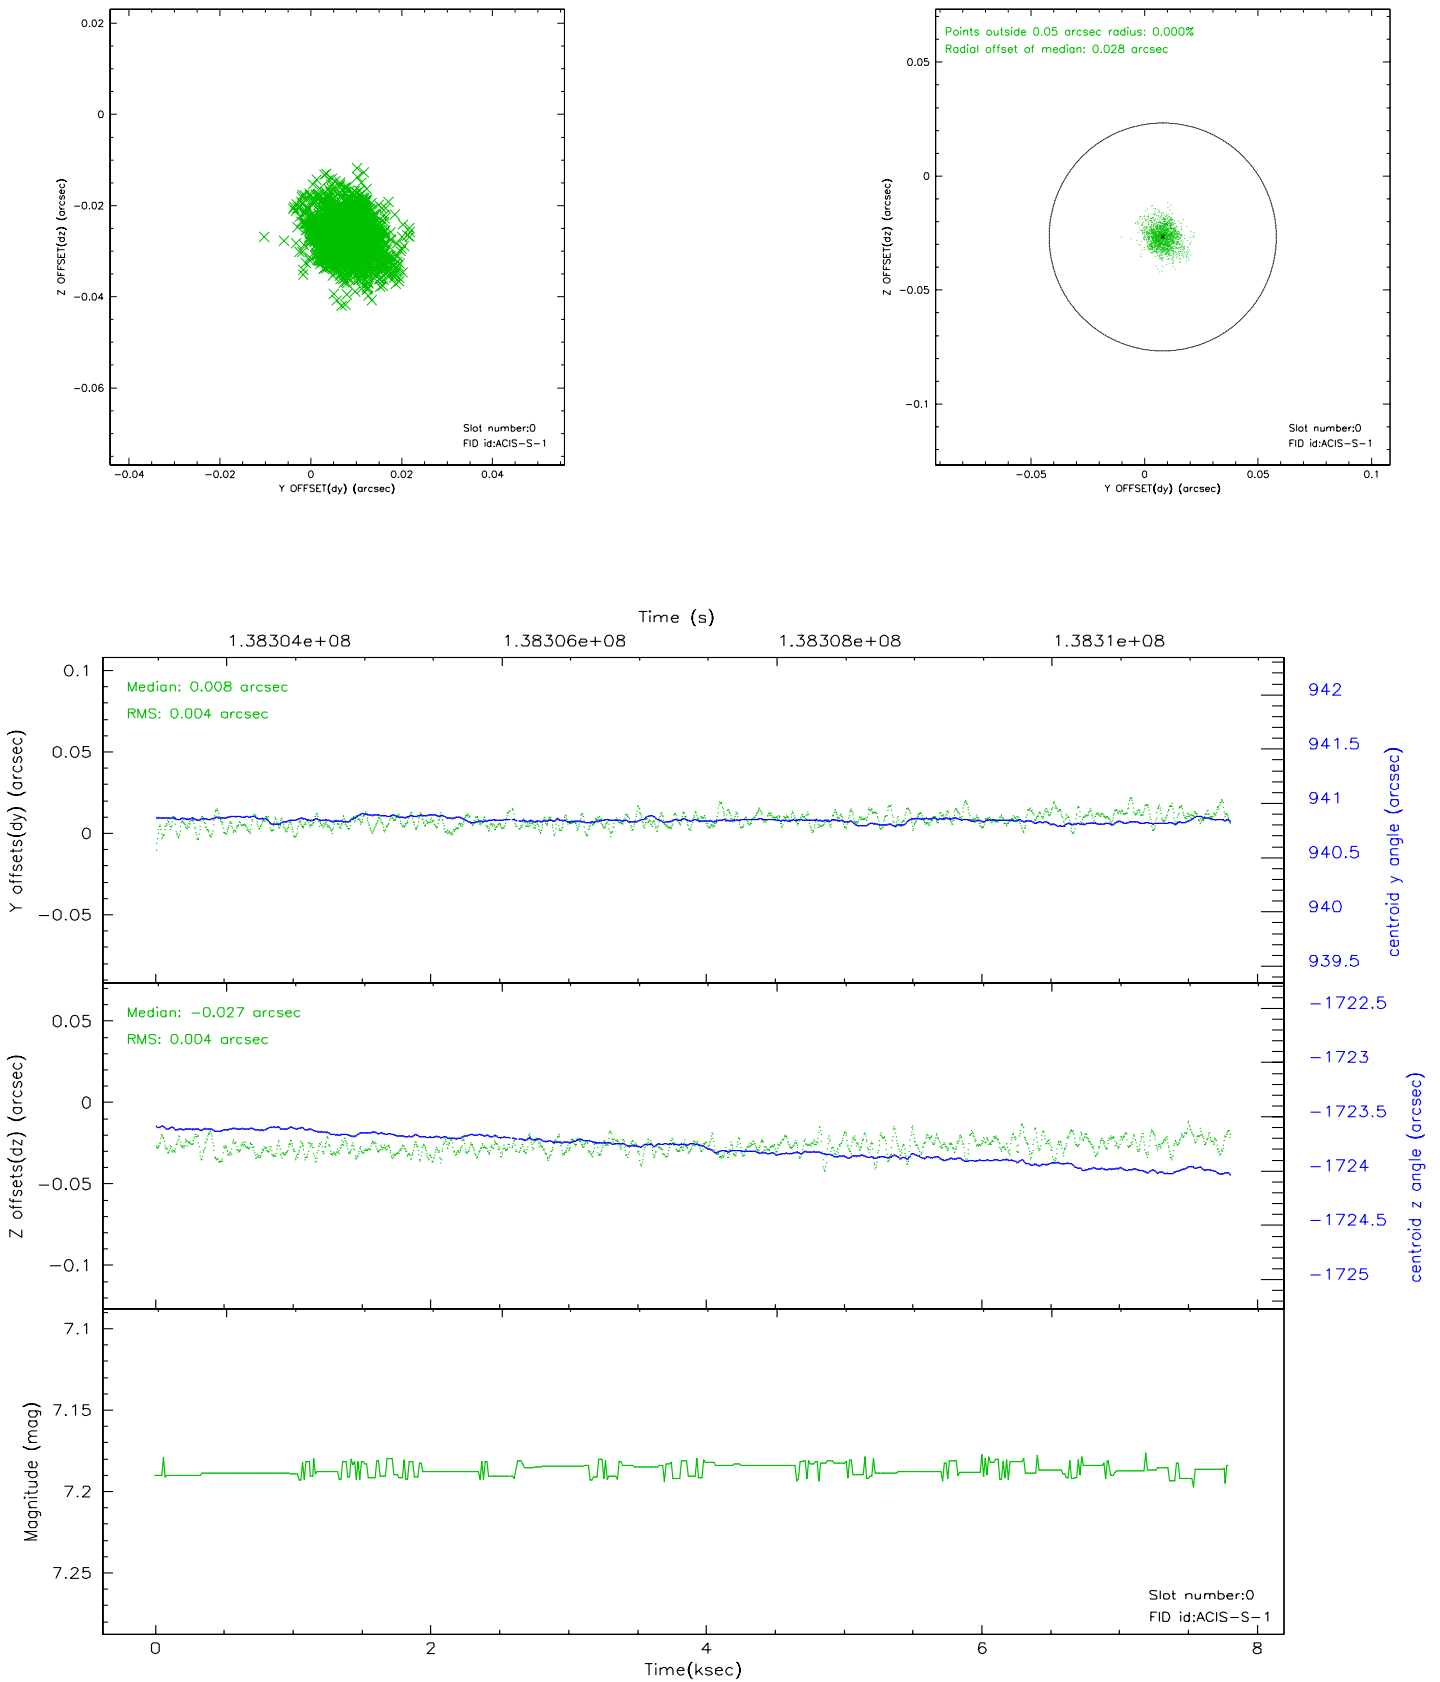 0.02
0
−0.02
−0.04
−0.06
Z OFFSET(dz) (arcsec)
Slot number:0
FID id:ACIS−S−1
−0.04
−0.02
0
0.02
0.04
Y OFFSET(dy) (arcsec)
Points outside 0.05 arcsec radius: 0.000%
Radial offset of median: 0.028 arcsec
0.05
0
−0.05
−0.1
Z OFFSET(dz) (arcsec)
Slot number:0
FID id:ACIS−S−1
−0.05
0
0.05
0.1
Y OFFSET(dy) (arcsec)
Time (s)
1.38304e+08
1.38306e+08
1.38308e+08
1.3831e+08
Median: 0.008 arcsec
RMS: 0.004 arcsec
0.1
0.05
0
−0.05
Y offsets(dy) (arcsec)
942
941.5
941
940.5
940
939.5
centroid y angle (arcsec)
Median: −0.027 arcsec
RMS: 0.004 arcsec
0.05
0
−0.05
−0.1
Z offsets(dz) (arcsec)
−1722.5
−1723
−1723.5
−1724
−1724.5
−1725
centroid z angle (arcsec)
7.1
7.15
7.2
7.25
Magnitude (mag)
Slot number:0
FID id:ACIS−S−1
0
2
4
6
8
Time(ksec)